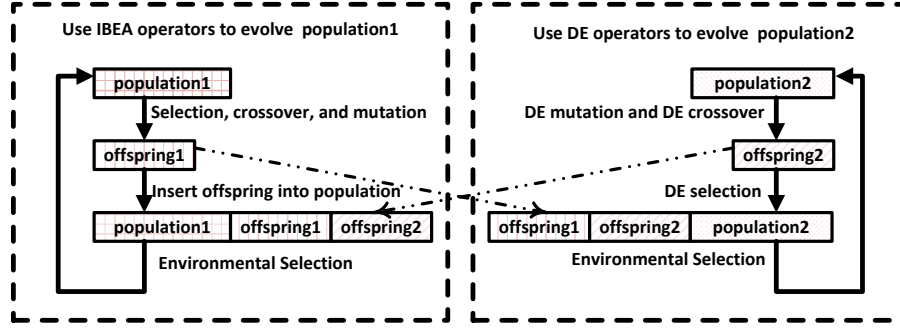 Use IBEA operators to evolve population1
population1
Selection, crossover, and mutation
offspring1
Insert offspring into population
population1 offspring1 offspring2
Environmental Selection
Use DE operators to evolve population2
population2
DE mutation and DE crossover
offspring2
DE selection
offspring1 offspring2 population2
Environmental Selection